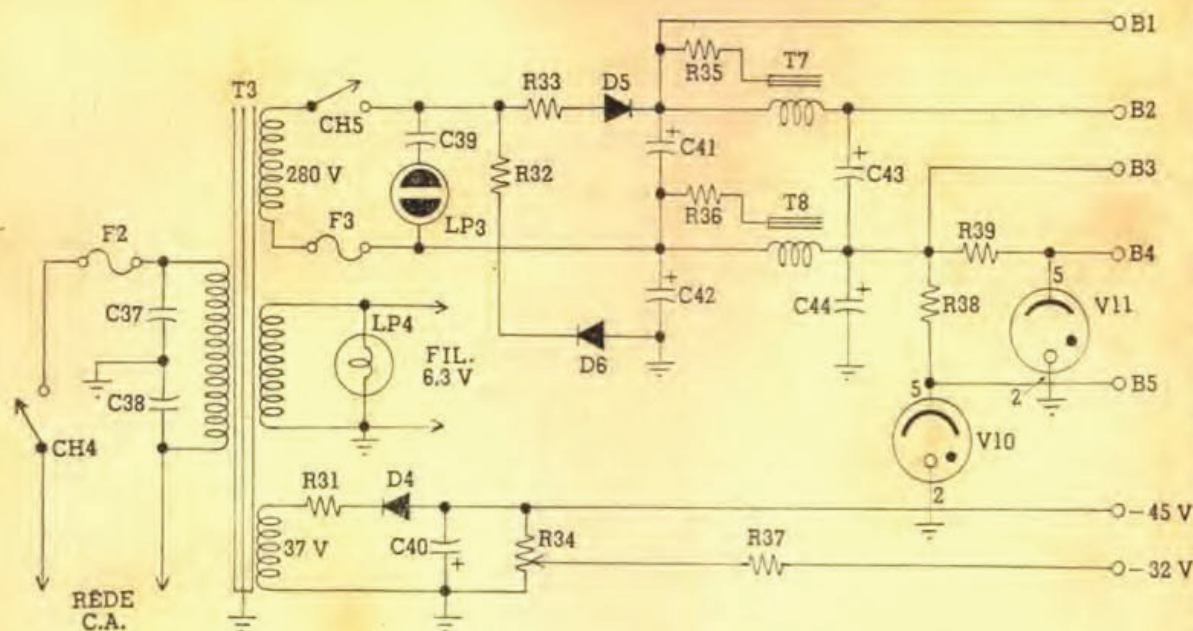 B1
R35
T7
T3
R33
D5
B2
CH5
C39
C41
280 V
R32
C43
B3
F3
LP3
R36
T8
F2
R39
B4
5
C37
C42
C44
R38
V11
LP4
FIL.
6,3 V
D6
C38
5
2
B5
CH4
V10
R31
D4
2
-45 V
37 V
C40
+
R34
R37
-32 V
RÊDE
C.A.